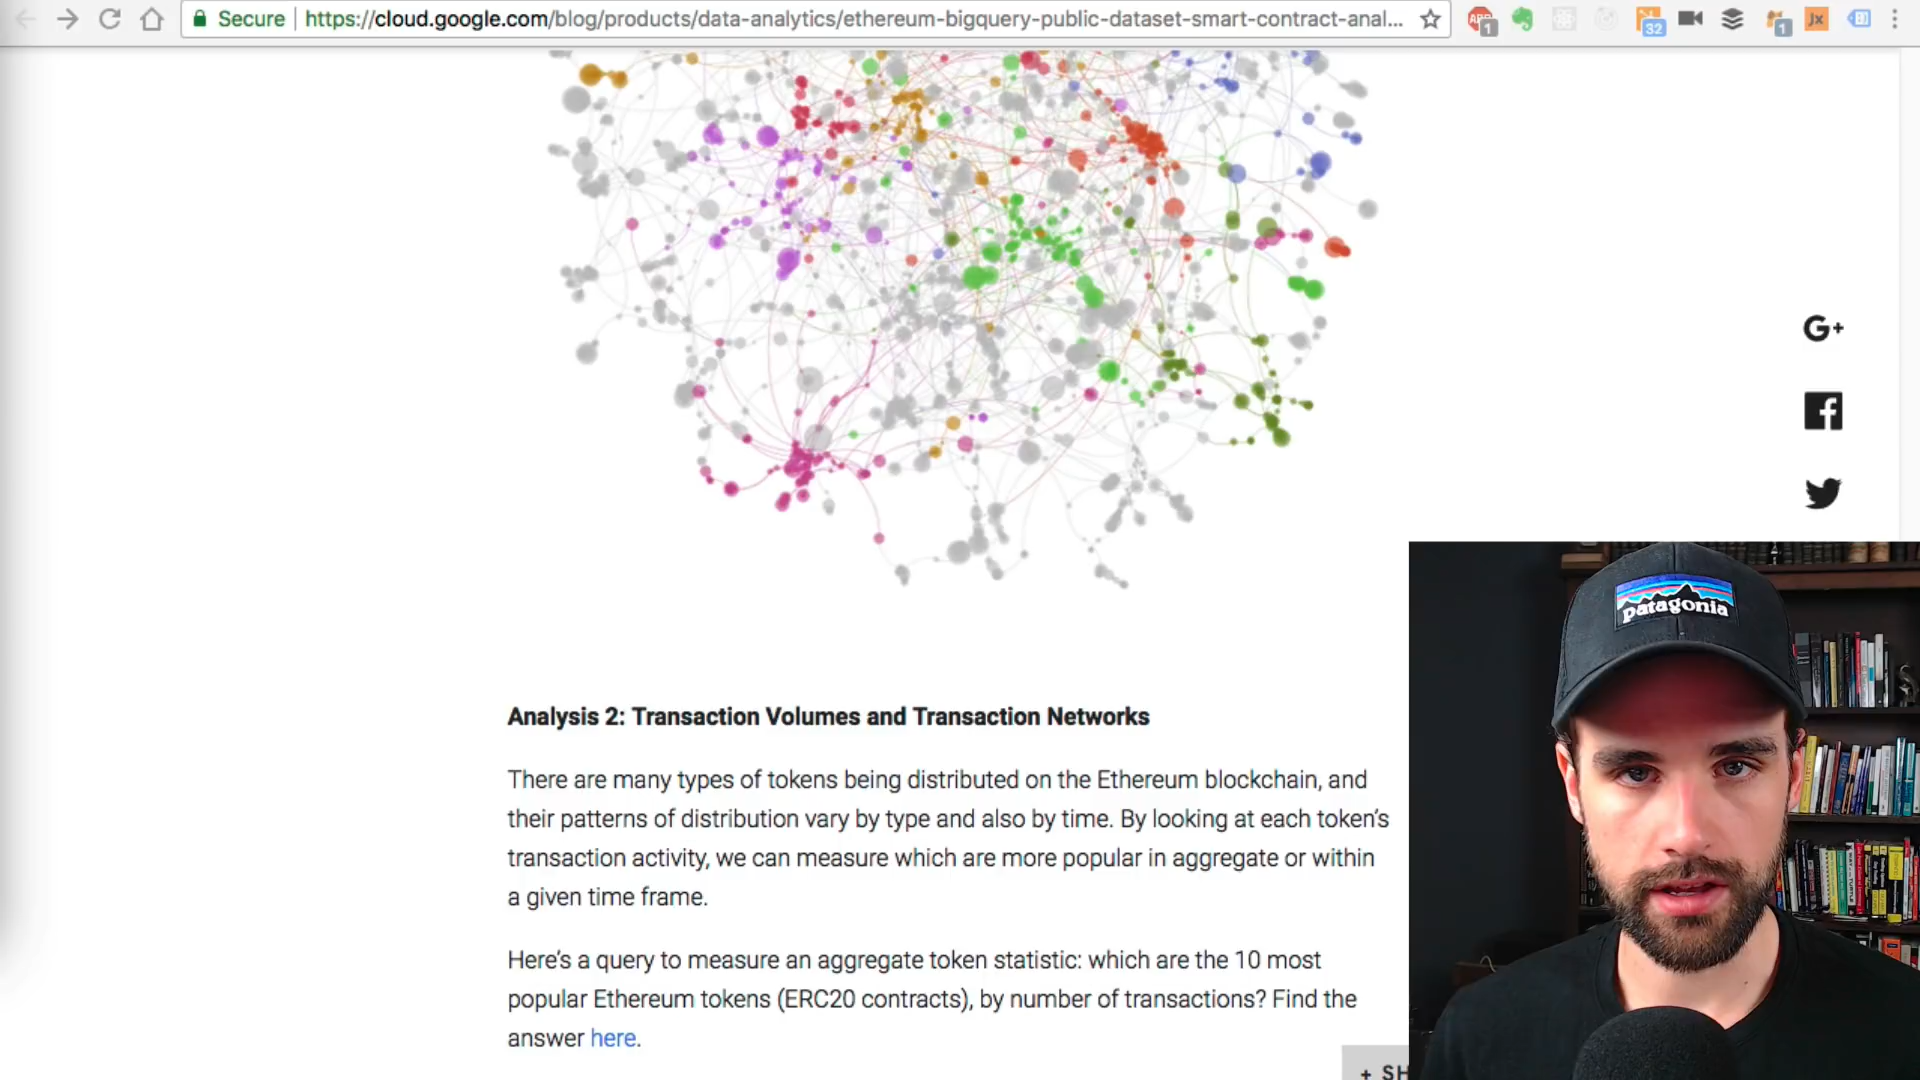 Secure https://cloud.google.com/blog/products/data-analytics/ethereum-bigquery-public-dataset-smart-contract-anal...
1
32
1
Jx
G+
patagonia
Analysis 2: Transaction Volumes and Transaction Networks
There are many types of tokens being distributed on the Ethereum blockchain, and
their patterns of distribution vary by type and also by time. By looking at each token's
transaction activity, we can measure which are more popular in aggregate or within
a given time frame.
Here's a query to measure an aggregate token statistic: which are the 10 most
popular Ethereum tokens (ERC20 contracts), by number of transactions? Find the
answer here.
+ SH